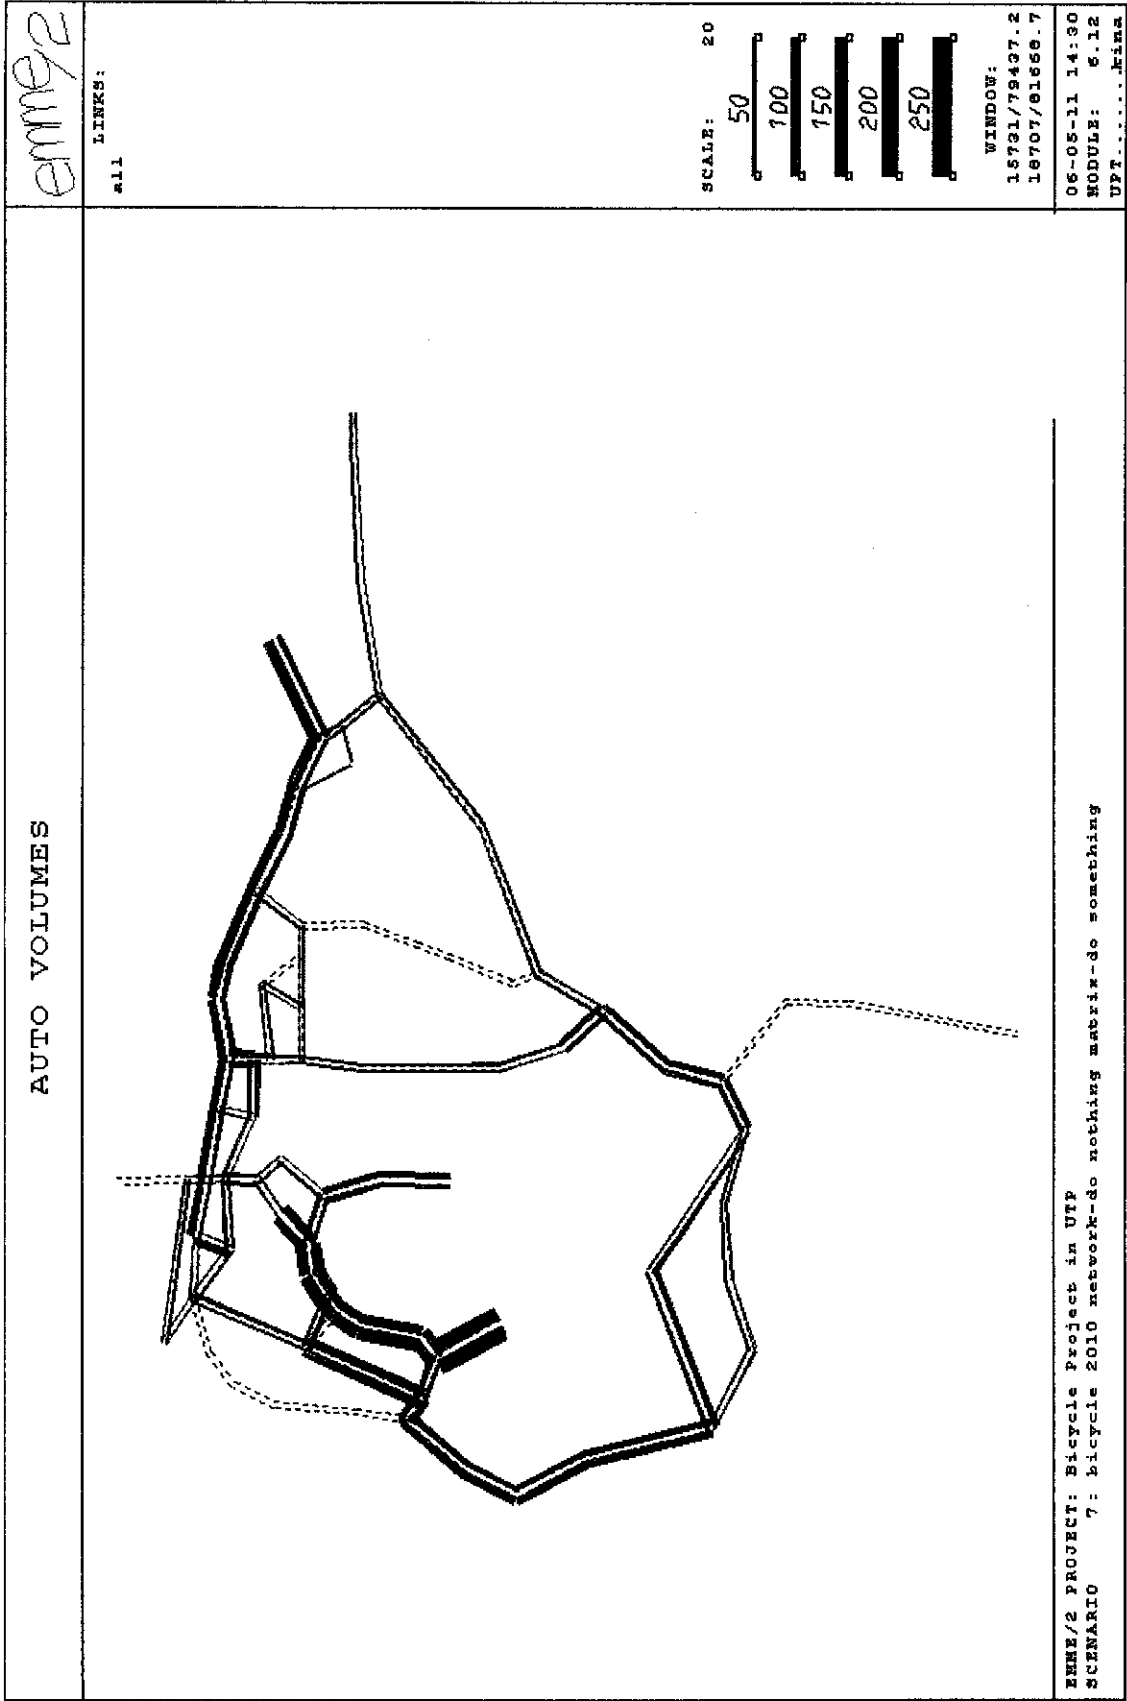 AUTO VOLUMES
emme/2
LINKS:
all
SCALE: 20
50
100
150
200
250
WINDOW:
15731/79437.2
18707/81668.7
EMME/2 PROJECT: Bicycle Project in UTP
SCENARIO 7: bicycle 2010 network-do nothing matrix-do something
06-05-11 14:30
MODULE: 6.12
UPT.......kina